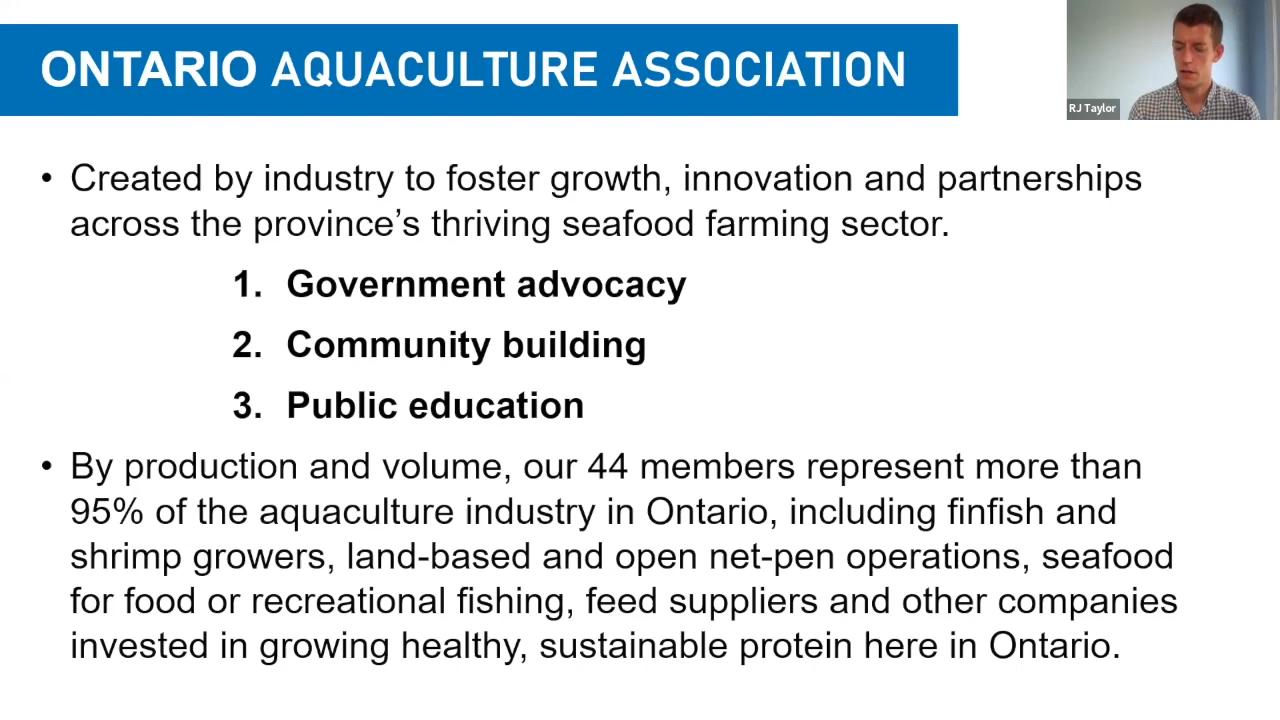 ONTARIO AQUACULTURE ASSOCIATION
RJ Taylor
• Created by industry to foster growth, innovation and partnerships
across the province’s thriving seafood farming sector.
1. Government advocacy
2. Community building
3. Public education
• By production and volume, our 44 members represent more than
95% of the aquaculture industry in Ontario, including finfish and
shrimp growers, land-based and open net-pen operations, seafood
for food or recreational fishing, feed suppliers and other companies
invested in growing healthy, sustainable protein here in Ontario.